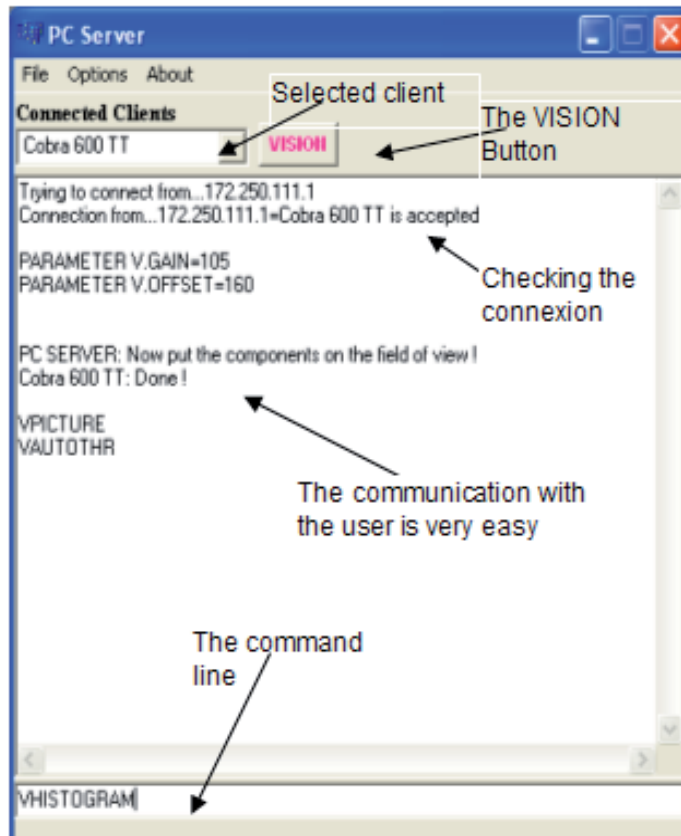 PC Server
File Options About
Selected client
Connected Clients
Cobra 600 TT
VISION
The VISION
Button
Trying to connect from...172.250.111.1
Connection from...172.250.111.1=Cobra 600 TT is accepted
PARAMETER V.GAIN=105
PARAMETER V.OFFSET=160
Checking the
connexion
PC SERVER: Now put the components on the field of view !
Cobra 600 TT: Done !
VPICTURE
VAUTOTHR
The communication with
the user is very easy
The command
line
VHISTOGRAM